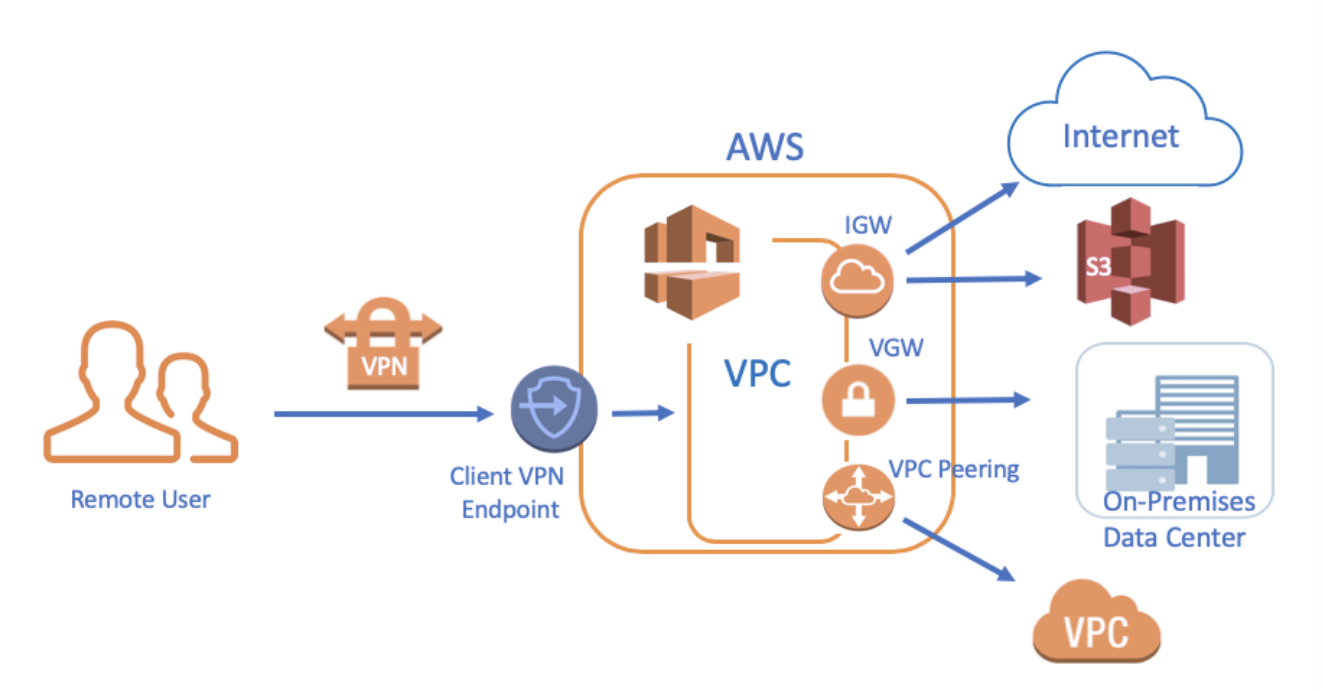 Internet
AWS
IGW
S3
VGW
VPN
VPC
VPC Peering
Client VPN
Endpoint
Remote User
On-Premises
Data Center
VPC